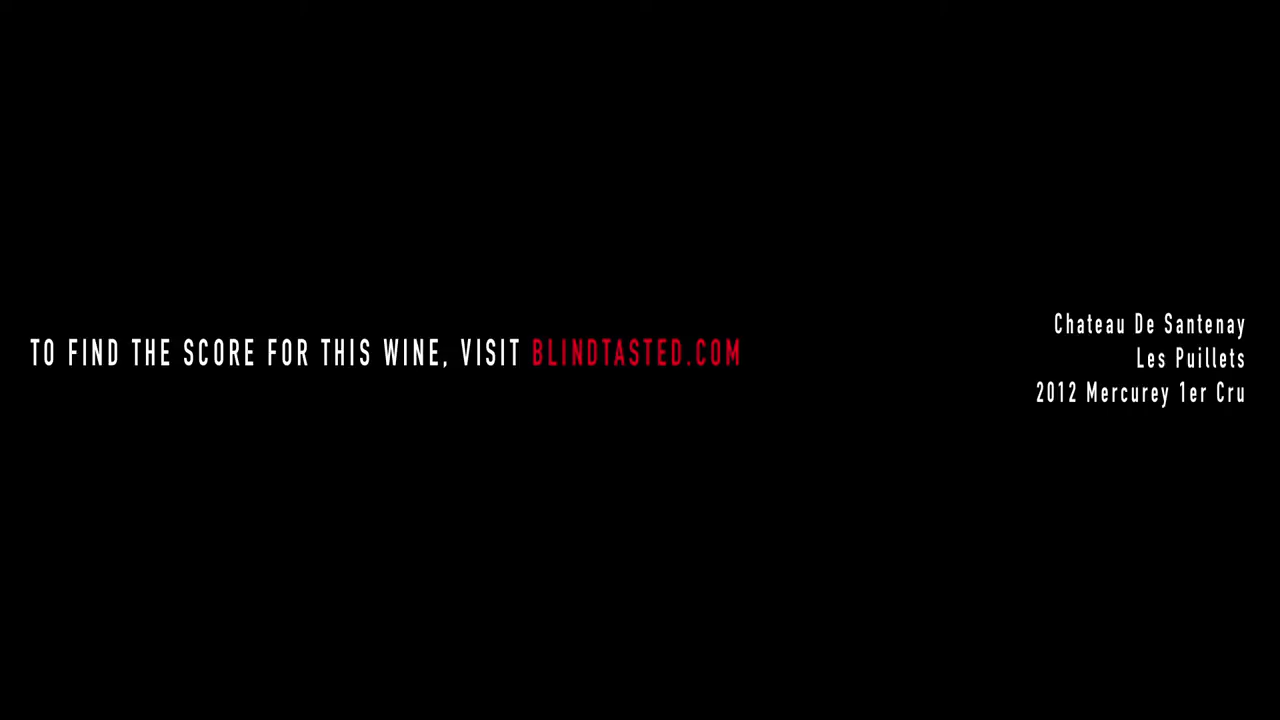 TO FIND THE SCORE FOR THIS WINE, VISIT BLINDTASTED.COM
Chateau De Santenay
Les Puillets
2012 Mercurey 1er Cru